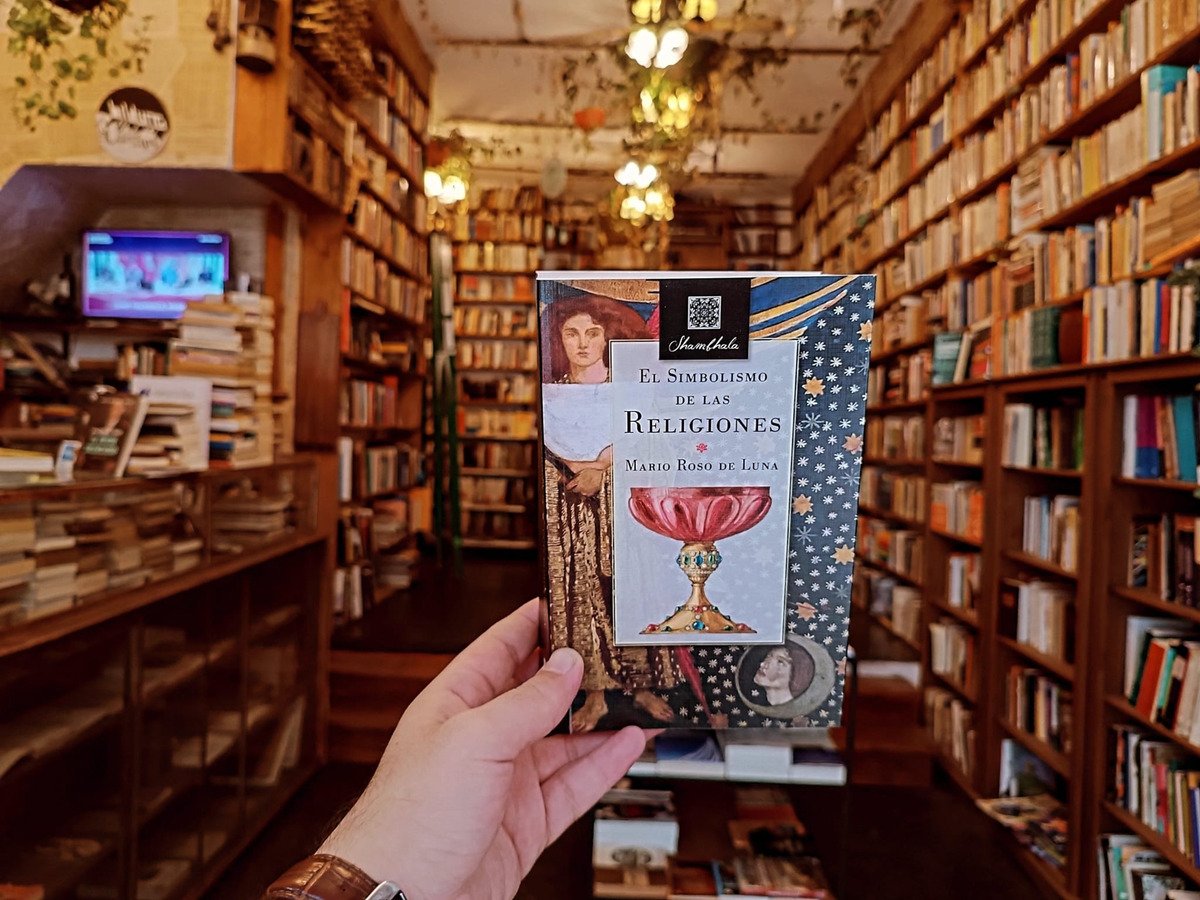 Shambhala
El Simbolismo
de las
Religiones
Mario Roso de Luna